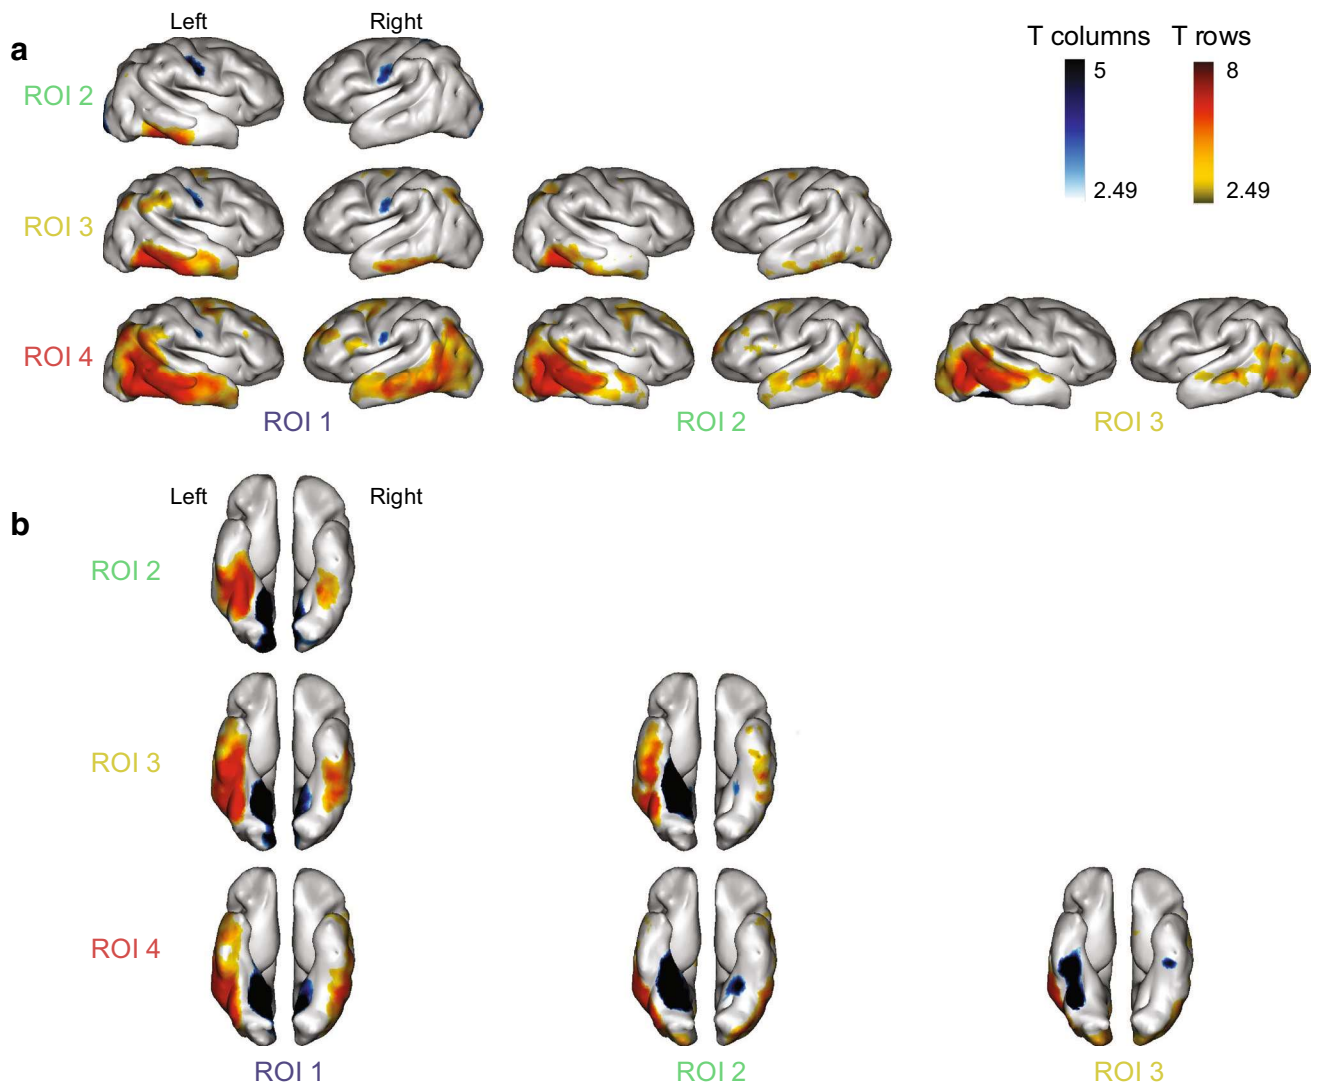 a
Left Right
T columns T rows
5 8
2.49 2.49
ROI 2
ROI 3
ROI 4
ROI 1 ROI 2 ROI 3
b
Left Right
ROI 2
ROI 3
ROI 4
ROI 1 ROI 2 ROI 3